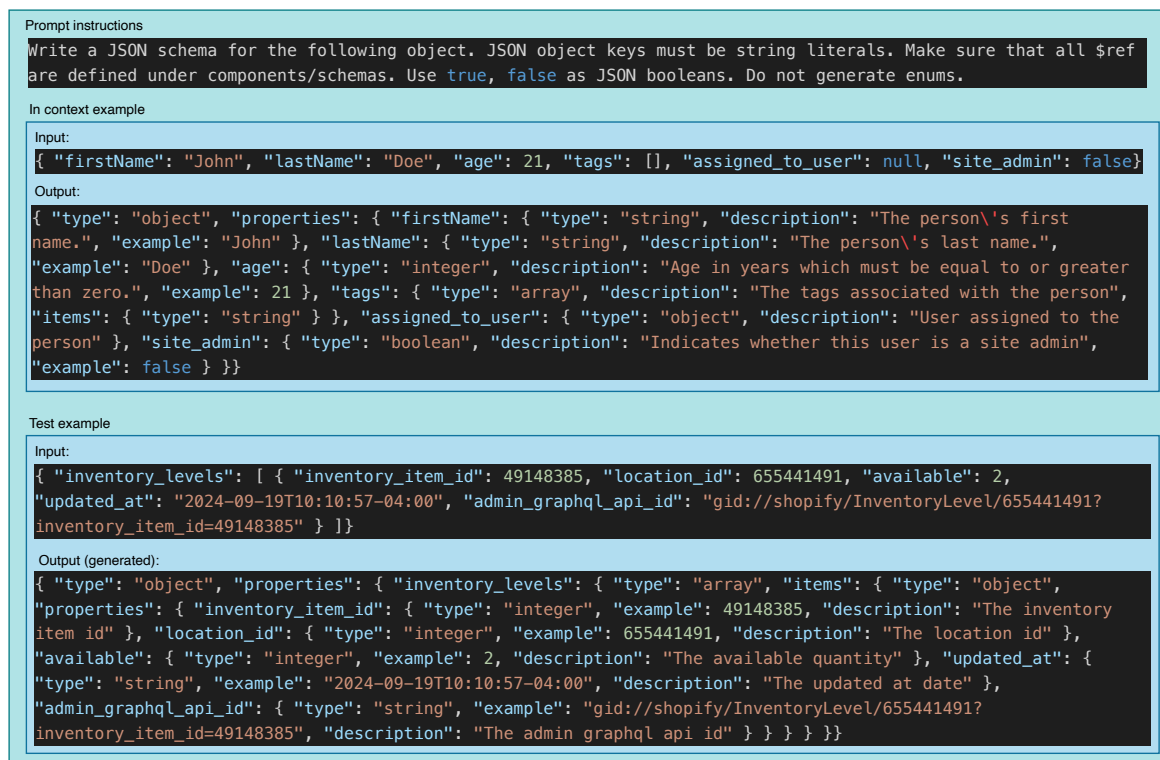 Prompt instructions
Write a JSON schema for the following object. JSON object keys must be string literals. Make sure that all $ref
are defined under components/schemas. Use true, false as JSON booleans. Do not generate enums.
In context example
Input:
{ "firstName": "John", "lastName": "Doe", "age": 21, "tags": [], "assigned_to_user": null, "site_admin": false}
Output:
{ "type": "object", "properties": { "firstName": { "type": "string", "description": "The person\'s first
name.", "example": "John" }, "lastName": { "type": "string", "description": "The person\'s last name.",
"example": "Doe" }, "age": { "type": "integer", "description": "Age in years which must be equal to or greater
than zero.", "example": 21 }, "tags": { "type": "array", "description": "The tags associated with the person",
"items": { "type": "string" } }, "assigned_to_user": { "type": "object", "description": "User assigned to the
person" }, "site_admin": { "type": "boolean", "description": "Indicates whether this user is a site admin",
"example": false } }}
Test example
Input:
{ "inventory_levels": [ { "inventory_item_id": 49148385, "location_id": 655441491, "available": 2,
"updated_at": "2024-09-19T10:10:57-04:00", "admin_graphql_api_id": "gid://shopify/InventoryLevel/655441491?
inventory_item_id=49148385" } ]}
Output (generated):
{ "type": "object", "properties": { "inventory_levels": { "type": "array", "items": { "type": "object",
"properties": { "inventory_item_id": { "type": "integer", "example": 49148385, "description": "The inventory
item id" }, "location_id": { "type": "integer", "example": 655441491, "description": "The location id" },
"available": { "type": "integer", "example": 2, "description": "The available quantity" }, "updated_at": {
"type": "string", "example": "2024-09-19T10:10:57-04:00", "description": "The updated at date" },
"admin_graphql_api_id": { "type": "string", "example": "gid://shopify/InventoryLevel/655441491?
inventory_item_id=49148385", "description": "The admin graphql api id" } } } } }}